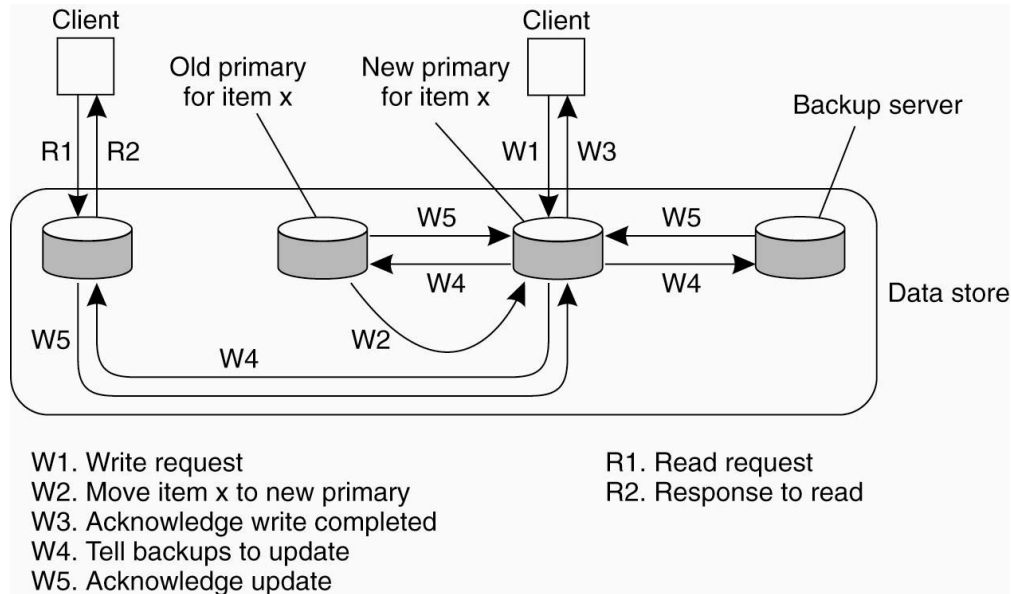 Client
Client
Old primary
for item x
New primary
for item x
Backup server
R1
R2
W1
W3
W5
W5
W4
W4
Data store
W5
W2
W4
W1. Write request
W2. Move item x to new primary
W3. Acknowledge write completed
W4. Tell backups to update
W5. Acknowledge update
R1. Read request
R2. Response to read